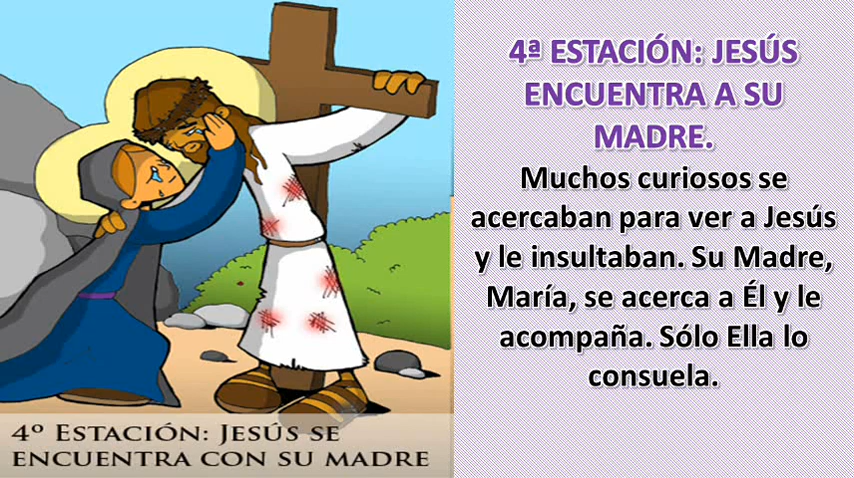 4ª ESTACIÓN: JESÚS
ENCUENTRA A SU
MADRE.
Muchos curiosos se
acercaban para ver a Jesús
y le insultaban. Su Madre,
María, se acerca a Él y le
acompaña. Sólo Ella lo
consuela.
4º ESTACIÓN: JESÚS SE
ENCUENTRA CON SU MADRE